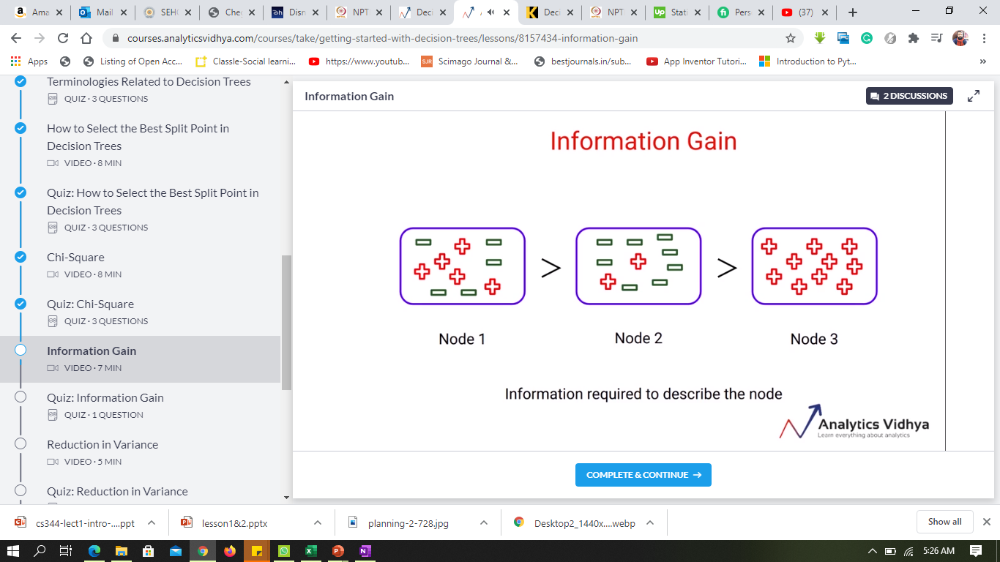 Ama
Mail
SEHC
Che
Disn
NPT
Deci
Deci
NPT
Stati
Pers
(37)
courses.analyticsvidhya.com/courses/take/getting-started-with-decision-trees/lessons/8157434-information-gain
Apps
Listing of Open Acc...
Classle-Social learni...
https://www.youtub...
Scimago Journal &...
bestjournals.in/sub...
App Inventor Tutori...
Introduction to Pyt...
Terminologies Related to Decision Trees
QUIZ · 3 QUESTIONS
How to Select the Best Split Point in
Decision Trees
VIDEO · 8 MIN
Quiz: How to Select the Best Split Point in
Decision Trees
QUIZ · 3 QUESTIONS
Chi-Square
VIDEO · 8 MIN
Quiz: Chi-Square
QUIZ · 3 QUESTIONS
Information Gain
VIDEO · 7 MIN
Quiz: Information Gain
QUIZ · 1 QUESTION
Reduction in Variance
VIDEO · 5 MIN
Quiz: Reduction in Variance
Information Gain
2 DISCUSSIONS
Information Gain
> >
Node 1 Node 2 Node 3
Information required to describe the node
Analytics Vidhya
Learn everything about analytics
COMPLETE & CONTINUE →
cs344-lect1-intro-....ppt
lesson1&2.pptx
planning-2-728.jpg
Desktop2_1440x....webp
Show all
5:26 AM